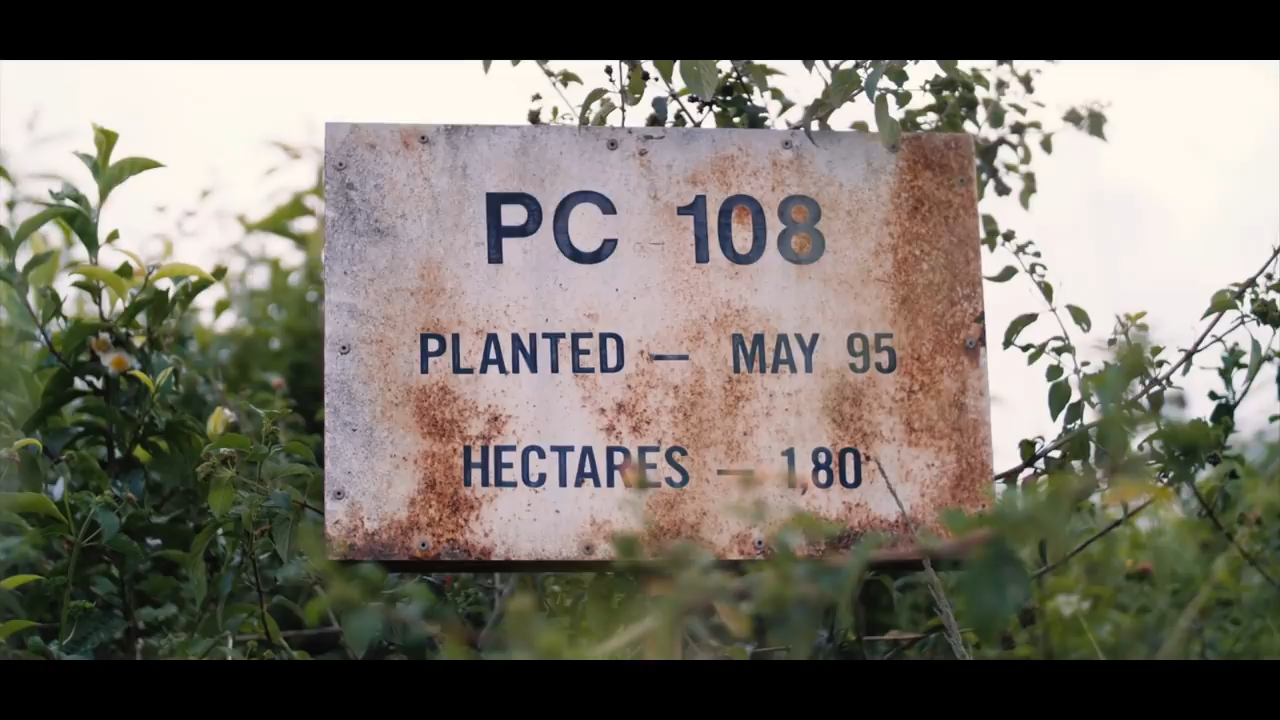 PC 108
PLANTED — MAY 95
HECTARES — 1,80